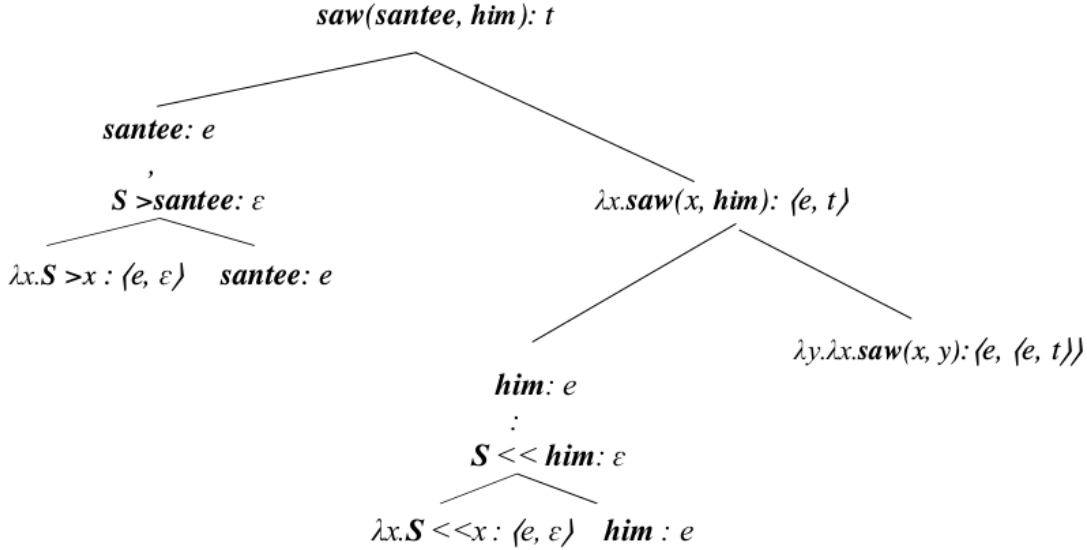 saw(santee, him): t
santee: e
,
S >santee: ε
λx.saw(x, him): ⟨e, t⟩
λx.S >x : ⟨e, ε⟩ santee: e
λy.λx.saw(x, y):⟨e, ⟨e, t⟩⟩
him: e
:
S << him: ε
λx.S <<x : ⟨e, ε⟩ him : e